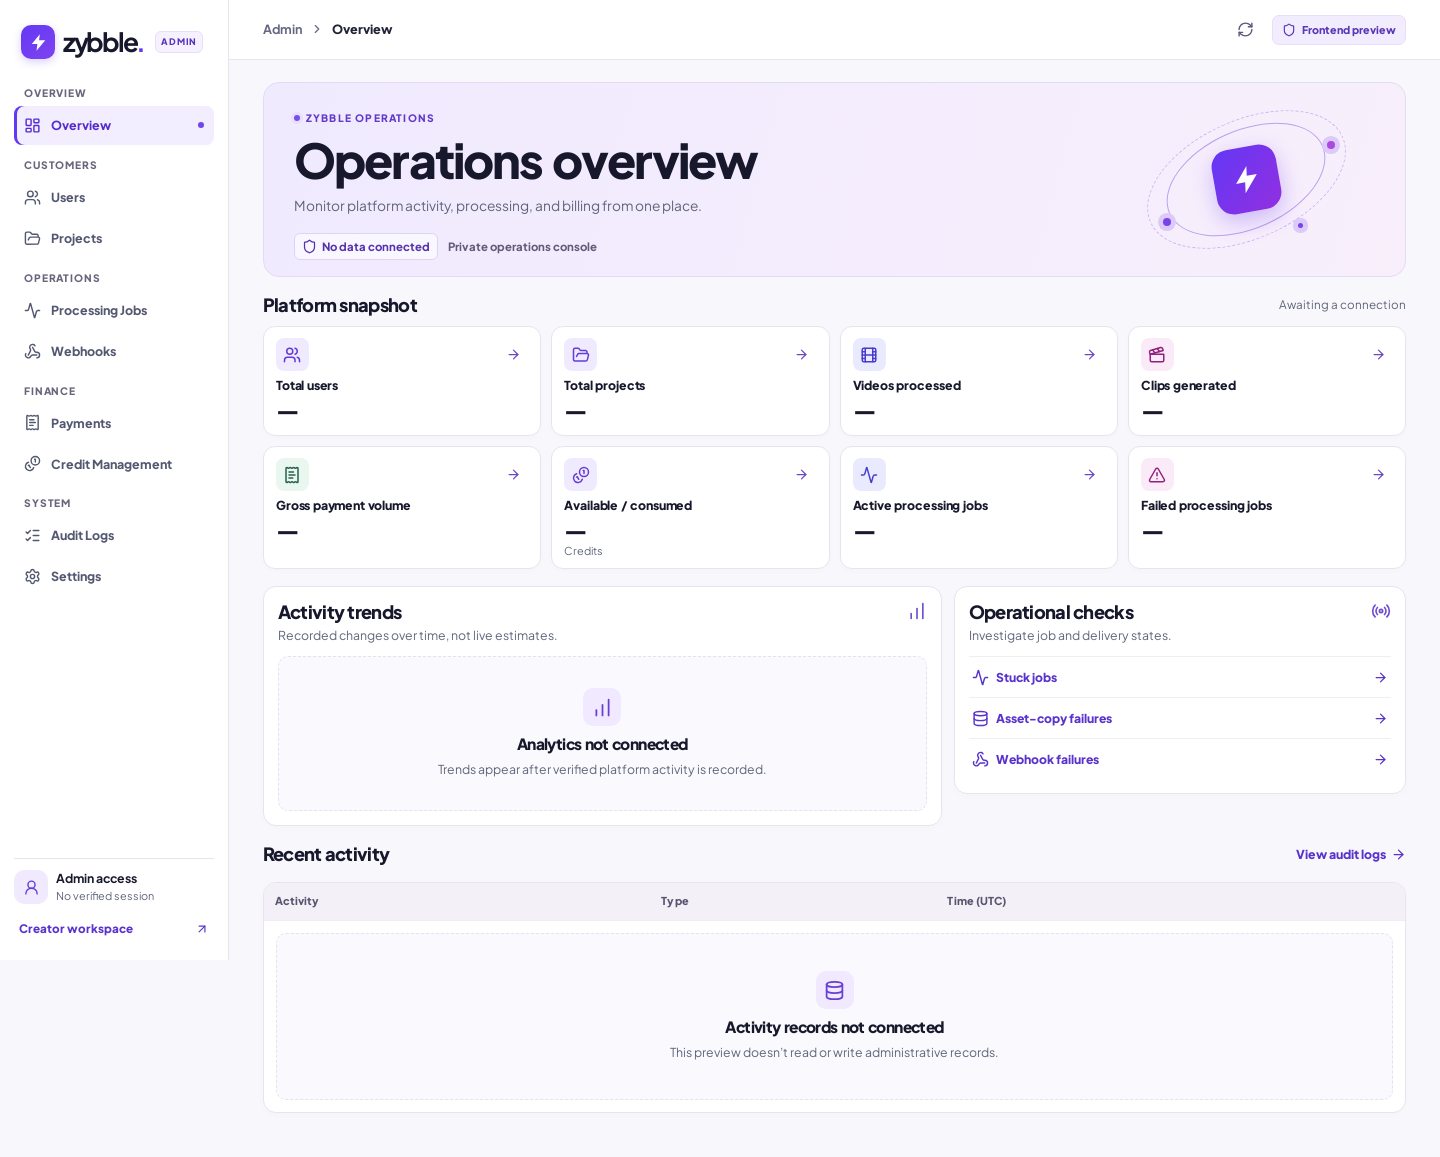 zybble.
ADMIN
Admin
Overview
Frontend preview
OVERVIEW
Overview
CUSTOMERS
Users
Projects
OPERATIONS
Processing Jobs
Webhooks
FINANCE
Payments
Credit Management
SYSTEM
Audit Logs
Settings
Admin access
No verified session
Creator workspace
ZYBBLE OPERATIONS
Operations overview
Monitor platform activity, processing, and billing from one place.
No data connected
Private operations console
Platform snapshot
Awaiting a connection
Total users
—
Total projects
—
Videos processed
—
Clips generated
—
Gross payment volume
—
Available / consumed
—
Credits
Active processing jobs
—
Failed processing jobs
—
Activity trends
Recorded changes over time, not live estimates.
Analytics not connected
Trends appear after verified platform activity is recorded.
Operational checks
Investigate job and delivery states.
Stuck jobs
Asset-copy failures
Webhook failures
Recent activity
View audit logs
Activity
Type
Time (UTC)
Activity records not connected
This preview doesn't read or write administrative records.